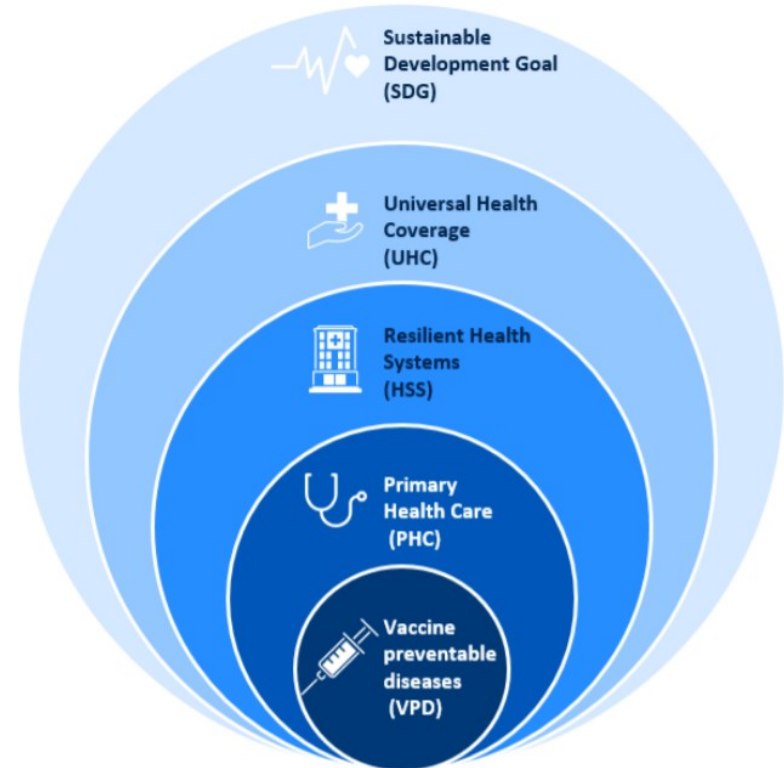 Sustainable
Development Goal
(SDG)
Universal Health
Coverage
(UHC)
Resilient Health
Systems
(HSS)
Primary
Health Care
(PHC)
Vaccine
preventable
diseases
(VPD)